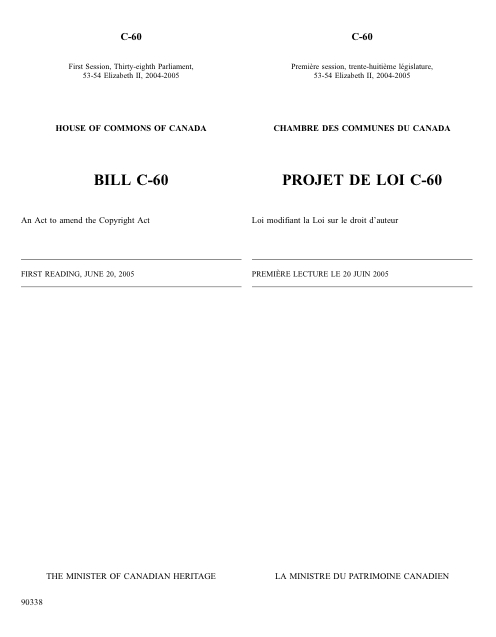 C-60
First Session, Thirty-eighth Parliament,
53-54 Elizabeth II, 2004-2005
HOUSE OF COMMONS OF CANADA
BILL C-60
An Act to amend the Copyright Act
FIRST READING, JUNE 20, 2005
THE MINISTER OF CANADIAN HERITAGE
90338
C-60
Première session, trente-huitième législature,
53-54 Elizabeth II, 2004-2005
CHAMBRE DES COMMUNES DU CANADA
PROJET DE LOI C-60
Loi modifiant la Loi sur le droit d'auteur
PREMIÈRE LECTURE LE 20 JUIN 2005
LA MINISTRE DU PATRIMOINE CANADIEN